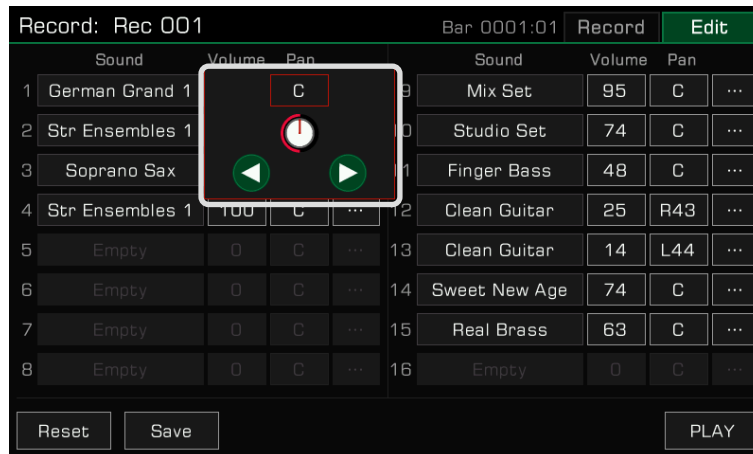 Record: Rec 001 Bar 0001:01 Record Edit
Sound Volume Pan Sound Volume Pan
1 German Grand 1 C 9 Mix Set 95 C ...
2 Str Ensembles 1 10 Studio Set 74 C ...
3 Soprano Sax 11 Finger Bass 48 C ...
4 Str Ensembles 1 100 C ... 12 Clean Guitar 25 R43 ...
5 Empty 0 C ... 13 Clean Guitar 14 L44 ...
6 Empty 0 C ... 14 Sweet New Age 74 C ...
7 Empty 0 C ... 15 Real Brass 63 C ...
8 Empty 0 C ... 16 Empty 0 C ...
Reset Save PLAY